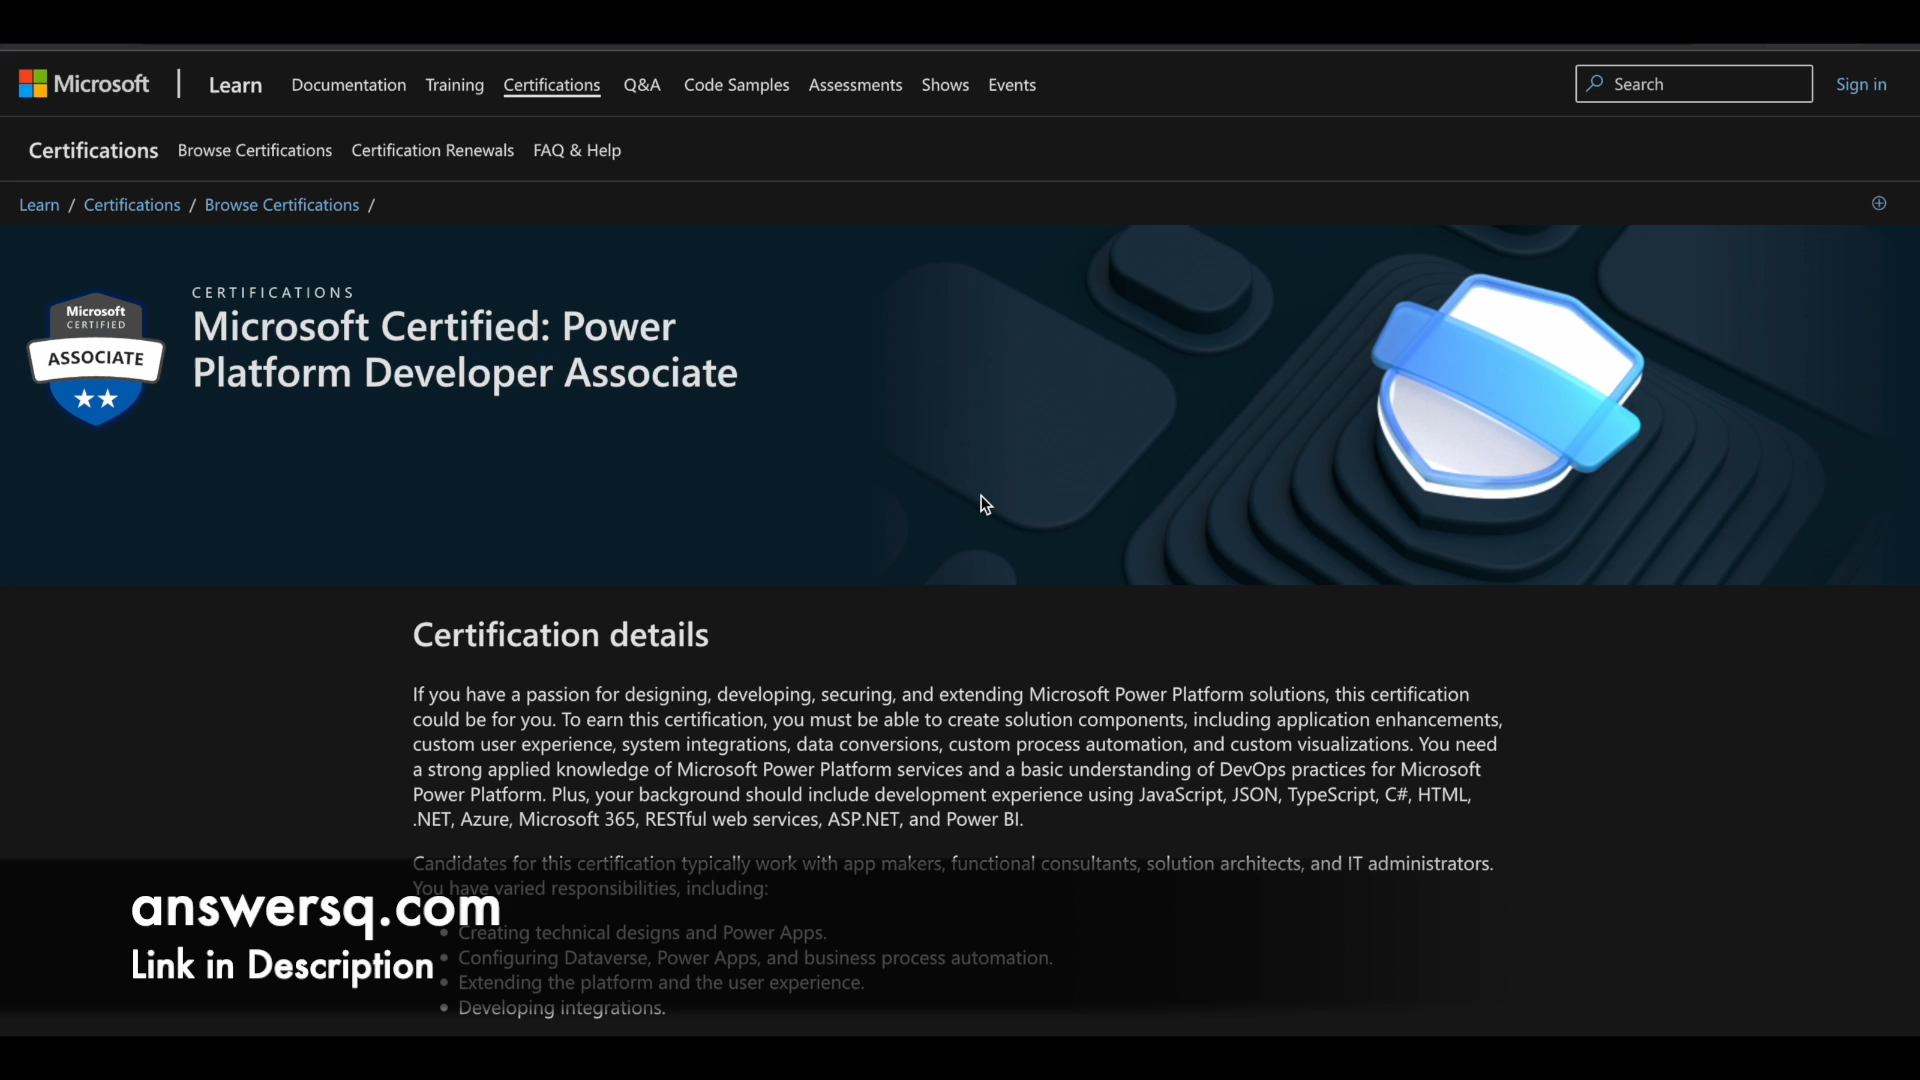 Microsoft
Learn Documentation Training Certifications Q&A Code Samples Assessments Shows Events
Search
Sign in
Certifications Browse Certifications Certification Renewals FAQ & Help
Learn / Certifications / Browse Certifications /
Microsoft
CERTIFIED
ASSOCIATE
CERTIFICATIONS
Microsoft Certified: Power
Platform Developer Associate
Certification details
If you have a passion for designing, developing, securing, and extending Microsoft Power Platform solutions, this certification
could be for you. To earn this certification, you must be able to create solution components, including application enhancements,
custom user experience, system integrations, data conversions, custom process automation, and custom visualizations. You need
a strong applied knowledge of Microsoft Power Platform services and a basic understanding of DevOps practices for Microsoft
Power Platform. Plus, your background should include development experience using JavaScript, JSON, TypeScript, C#, HTML,
.NET, Azure, Microsoft 365, RESTful web services, ASP.NET, and Power BI.
Candidates for this certification typically work with app makers, functional consultants, solution architects, and IT administrators.
You have varied responsibilities, including:
• Creating technical designs and Power Apps.
• Configuring Dataverse, Power Apps, and business process automation.
• Extending the platform and the user experience.
• Developing integrations.
answersq.com
Link in Description